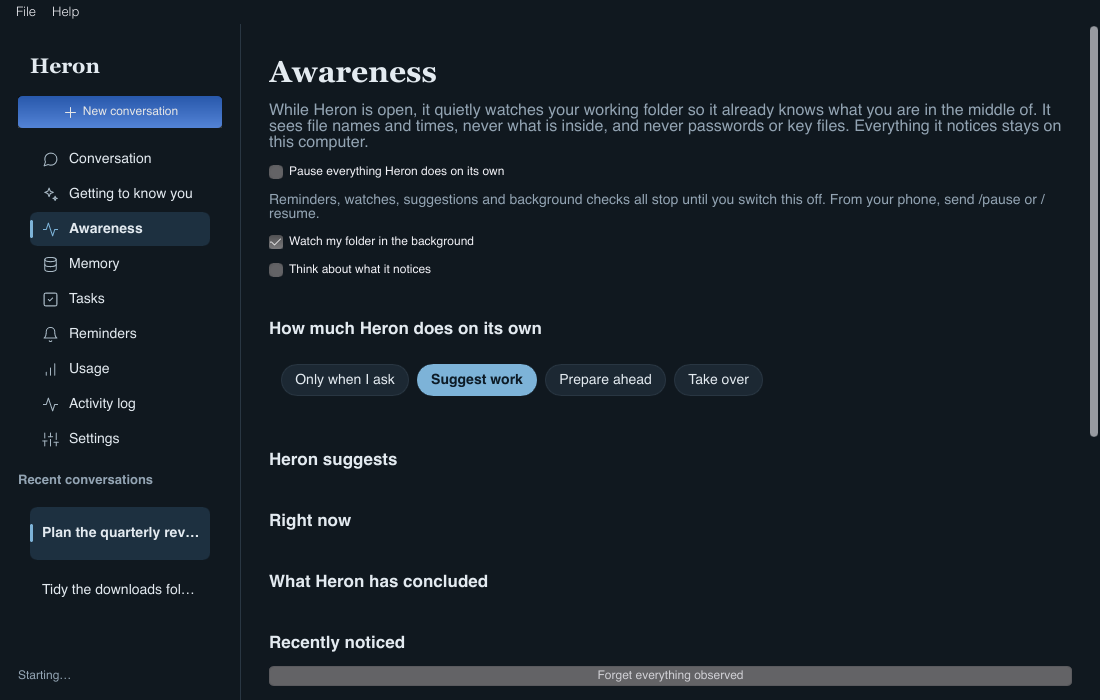 File Help
Heron
New conversation
Conversation
Getting to know you
Awareness
Memory
Tasks
Reminders
Usage
Activity log
Settings
Recent conversations
Plan the quarterly rev…
Tidy the downloads fol…
Starting…
Awareness
While Heron is open, it quietly watches your working folder so it already knows what you are in the middle of. It
sees file names and times, never what is inside, and never passwords or key files. Everything it notices stays on
this computer.
Pause everything Heron does on its own
Reminders, watches, suggestions and background checks all stop until you switch this off. From your phone, send /pause or /
resume.
Watch my folder in the background
Think about what it notices
How much Heron does on its own
Only when I ask Suggest work Prepare ahead Take over
Heron suggests
Right now
What Heron has concluded
Recently noticed
Forget everything observed